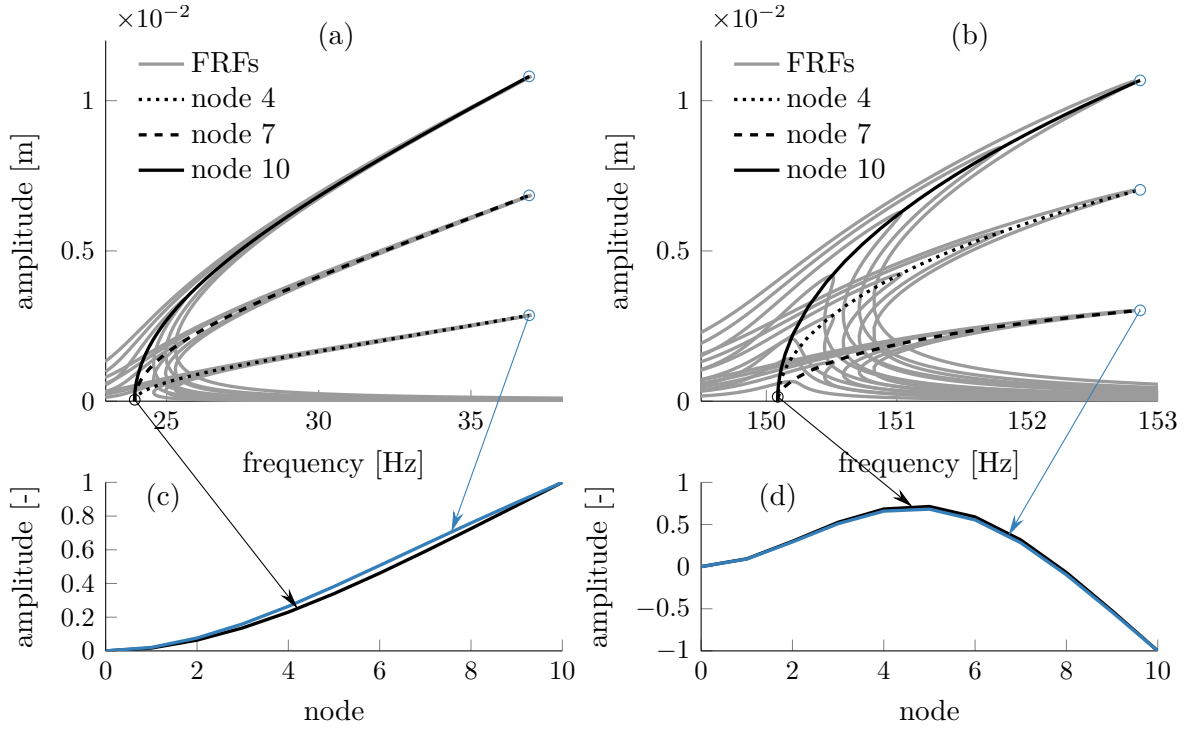 ×10−2
(a)
FRFs
node 4
node 7
node 10
1
0.5
0
amplitude [m]
25
30
35
frequency [Hz]
×10−2
(b)
FRFs
node 4
node 7
node 10
1
0.5
0
amplitude [m]
150
151
152
153
frequency [Hz]
(c)
1
0.8
0.6
0.4
0.2
0
amplitude [-]
0
2
4
6
8
10
node
(d)
1
0.5
0
−0.5
−1
amplitude [-]
0
2
4
6
8
10
node